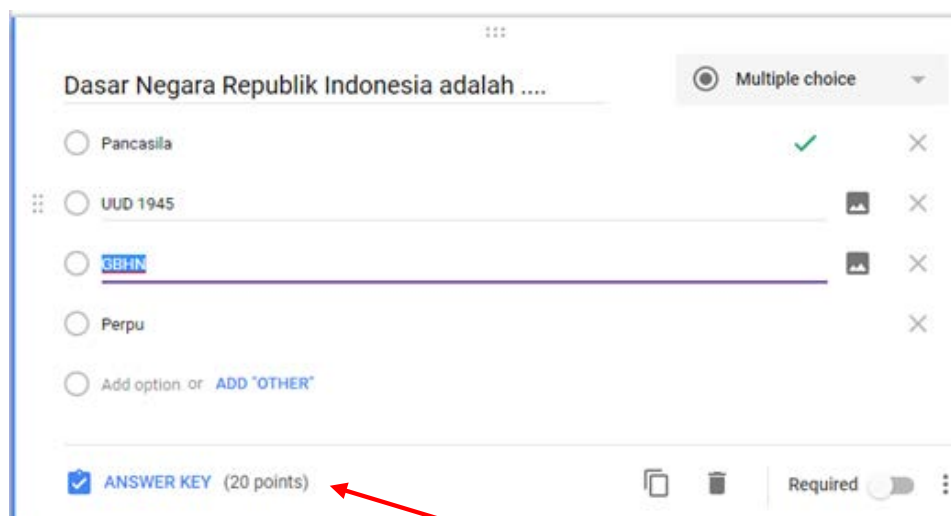 Dasar Negara Republik Indonesia adalah ....
Multiple choice
Pancasila
UUD 1945
GBHN
Perpu
Add option or ADD "OTHER"
ANSWER KEY (20 points)
Required